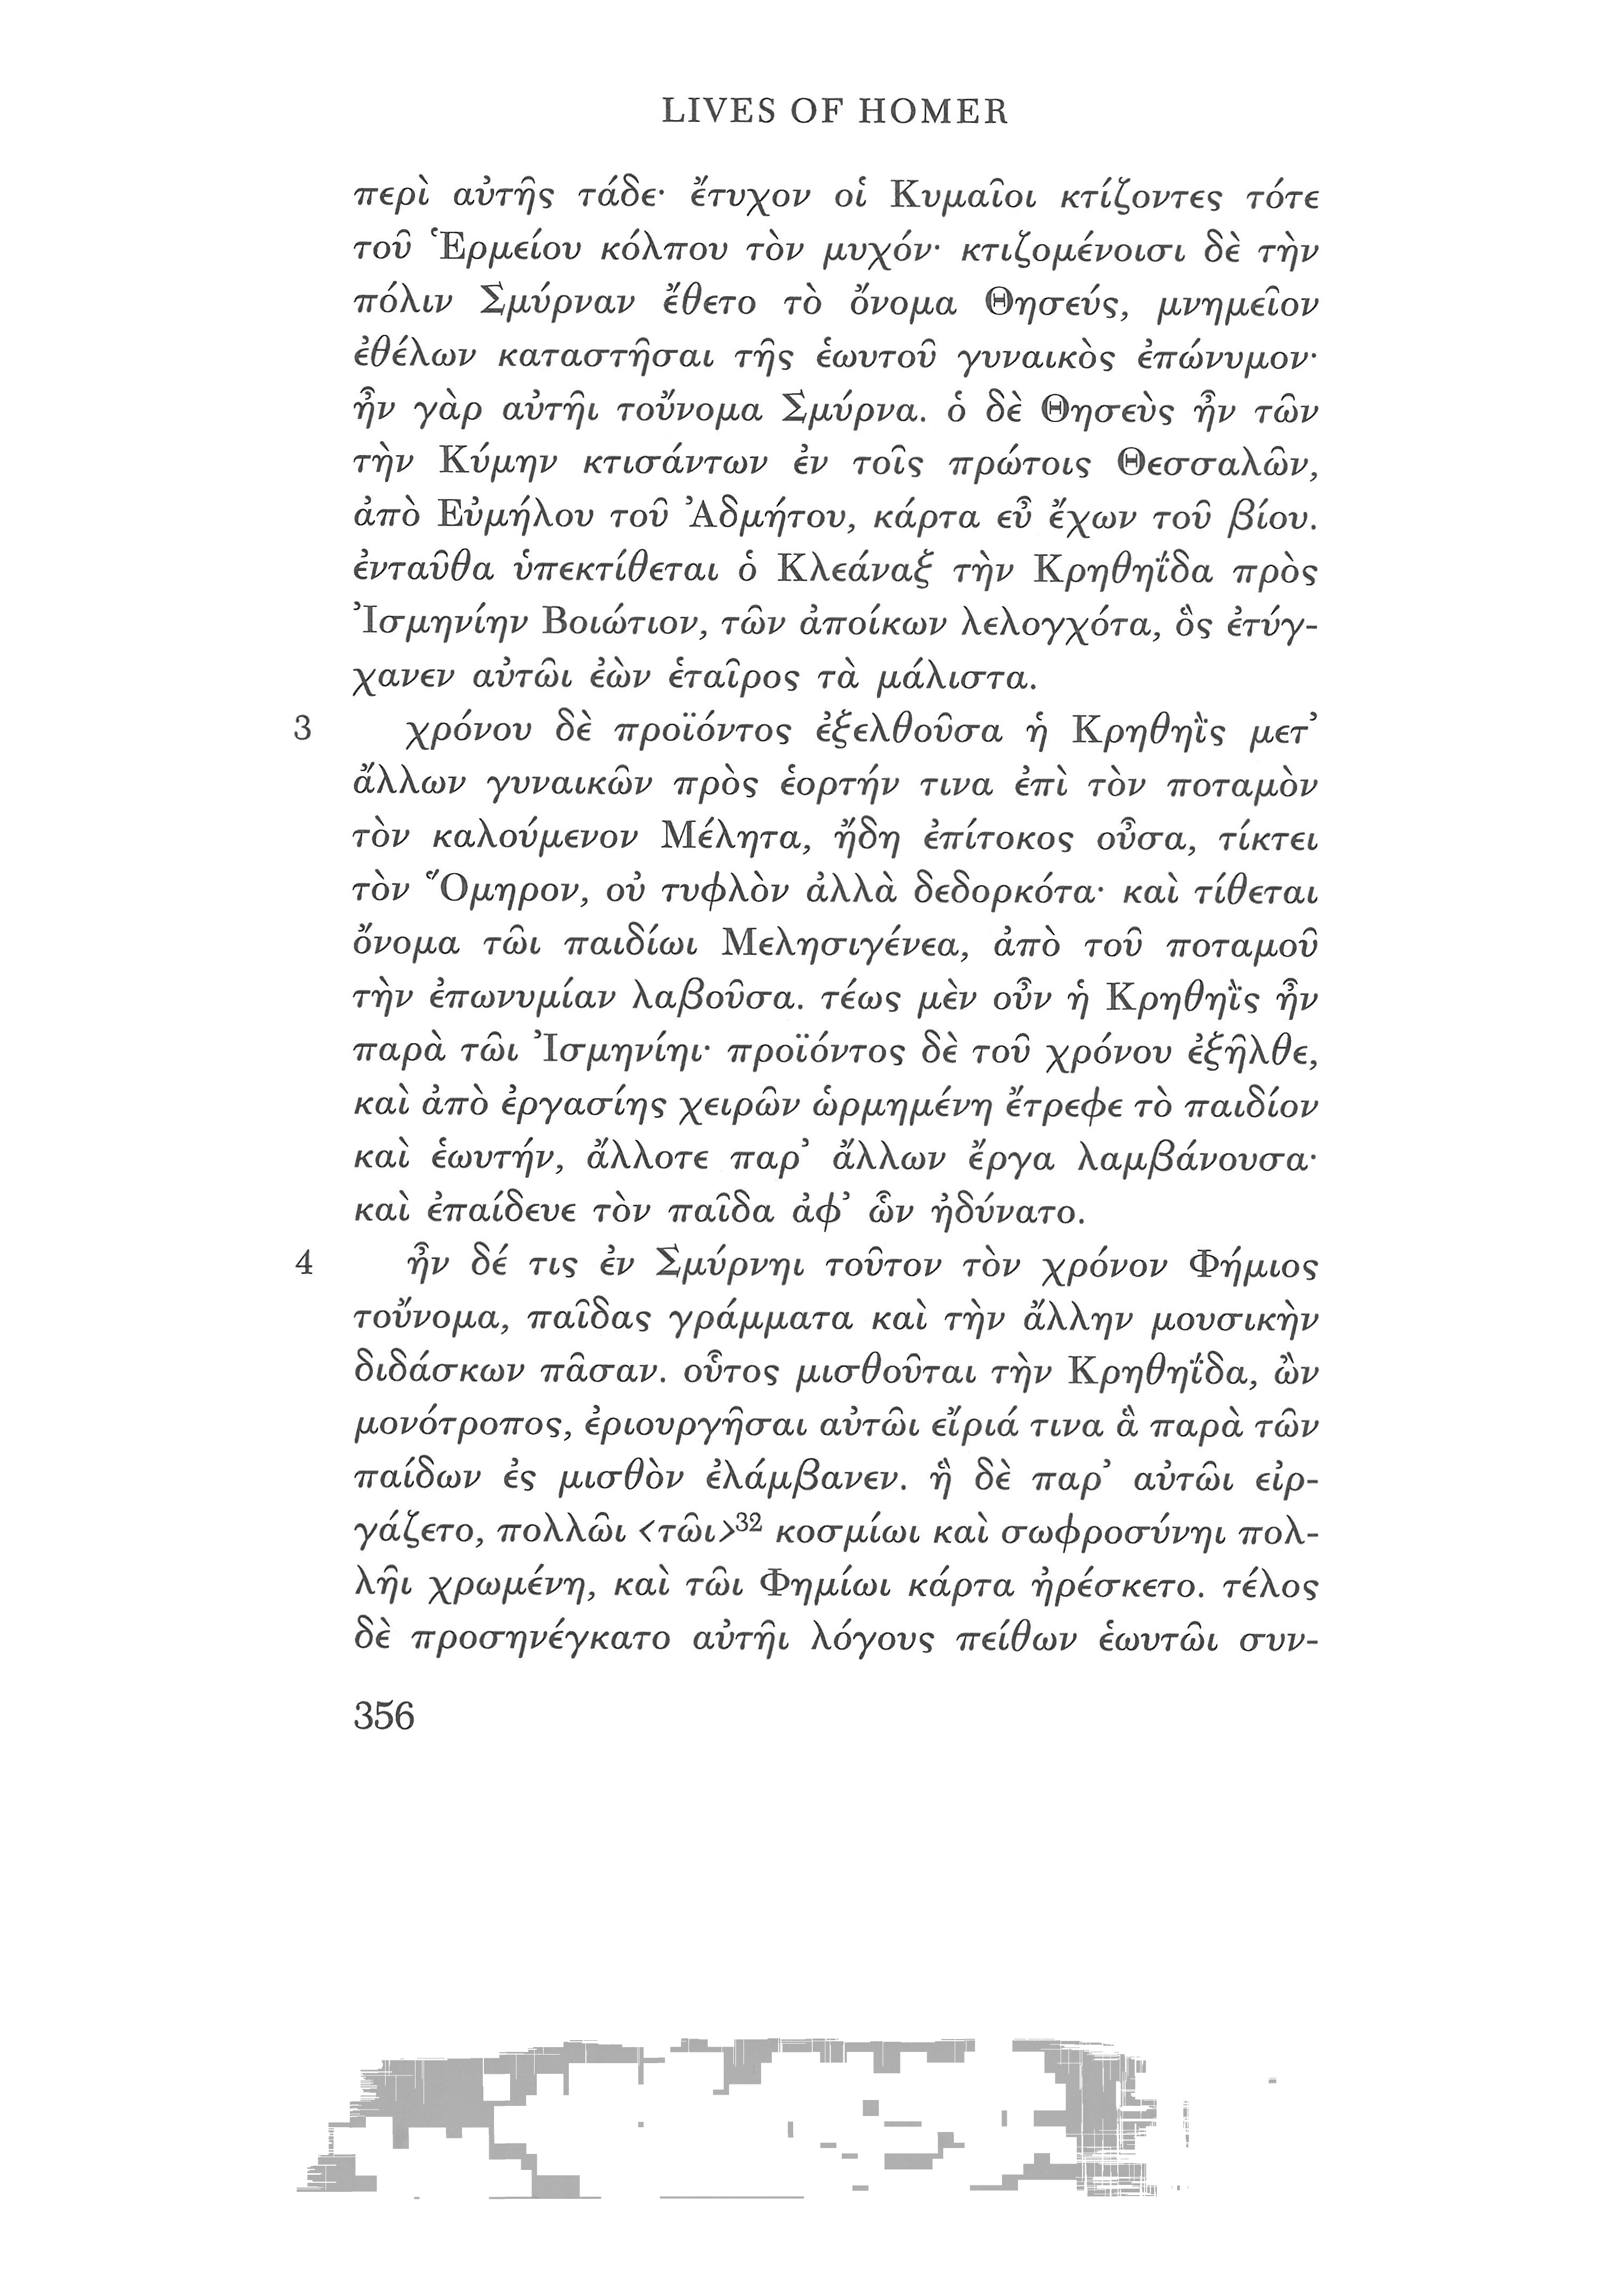 LIVES OF HOMER
περὶ αὐτῆς τάδε· ἔτυχον οἱ Κυμαῖοι κτίζοντες τότε
τοῦ Ἑρμείου κόλπου τὸν μυχόν· κτιζομένοισι δὲ τὴν
πόλιν Σμύρναν ἔθετο τὸ ὄνομα Θησεύς, μνημεῖον
ἐθέλων καταστῆσαι τῆς ἑωυτοῦ γυναικὸς ἐπώνυμον·
ἦν γὰρ αὐτῆι τοὔνομα Σμύρνα. ὁ δὲ Θησεὺς ἦν τῶν
τὴν Κύμην κτισάντων ἐν τοῖς πρώτοις Θεσσαλῶν,
ἀπὸ Εὐμήλου τοῦ Ἀδμήτου, κάρτα εὖ ἔχων τοῦ βίου.
ἐνταῦθα ὑπεκτίθεται ὁ Κλεάναξ τὴν Κρηθηΐδα πρὸς
Ἰσμηνίην Βοιώτιον, τῶν ἀποίκων λελογχότα, ὃς ἐτύγ-
χανεν αὐτῶι ἐὼν ἑταῖρος τὰ μάλιστα.
3 χρόνου δὲ προϊόντος ἐξελθοῦσα ἡ Κρηθηῒς μετ’
ἄλλων γυναικῶν πρὸς ἑορτήν τινα ἐπὶ τὸν ποταμὸν
τὸν καλούμενον Μέλητα, ἤδη ἐπίτοκος οὖσα, τίκτει
τὸν Ὅμηρον, οὐ τυφλὸν ἀλλὰ δεδορκότα· καὶ τίθεται
ὄνομα τῶι παιδίωι Μελησιγένεα, ἀπὸ τοῦ ποταμοῦ
τὴν ἐπωνυμίαν λαβοῦσα. τέως μὲν οὖν ἡ Κρηθηῒς ἦν
παρὰ τῶι Ἰσμηνίηι· προϊόντος δὲ τοῦ χρόνου ἐξῆλθε,
καὶ ἀπὸ ἐργασίης χειρῶν ὡρμημένη ἔτρεφε τὸ παιδίον
καὶ ἑωυτήν, ἄλλοτε παρ’ ἄλλων ἔργα λαμβάνουσα·
καὶ ἐπαίδευε τὸν παῖδα ἀφ’ ὧν ἠδύνατο.
4 ἦν δέ τις ἐν Σμύρνηι τοῦτον τὸν χρόνον Φήμιος
τοὔνομα, παῖδας γράμματα καὶ τὴν ἄλλην μουσικὴν
διδάσκων πᾶσαν. οὗτος μισθοῦται τὴν Κρηθηΐδα, ὢν
μονότροπος, ἐριουργῆσαι αὐτῶι εἴριά τινα ἃ παρὰ τῶν
παίδων ἐς μισθὸν ἐλάμβανεν. ἣ δὲ παρ’ αὐτῶι εἰρ-
γάζετο, πολλῶι <τῶι>³² κοσμίωι καὶ σωφροσύνηι πολ-
λῆι χρωμένη, καὶ τῶι Φημίωι κάρτα ἠρέσκετο. τέλος
δὲ προσηνέγκατο αὐτῆι λόγους πείθων ἑωυτῶι συν-
356